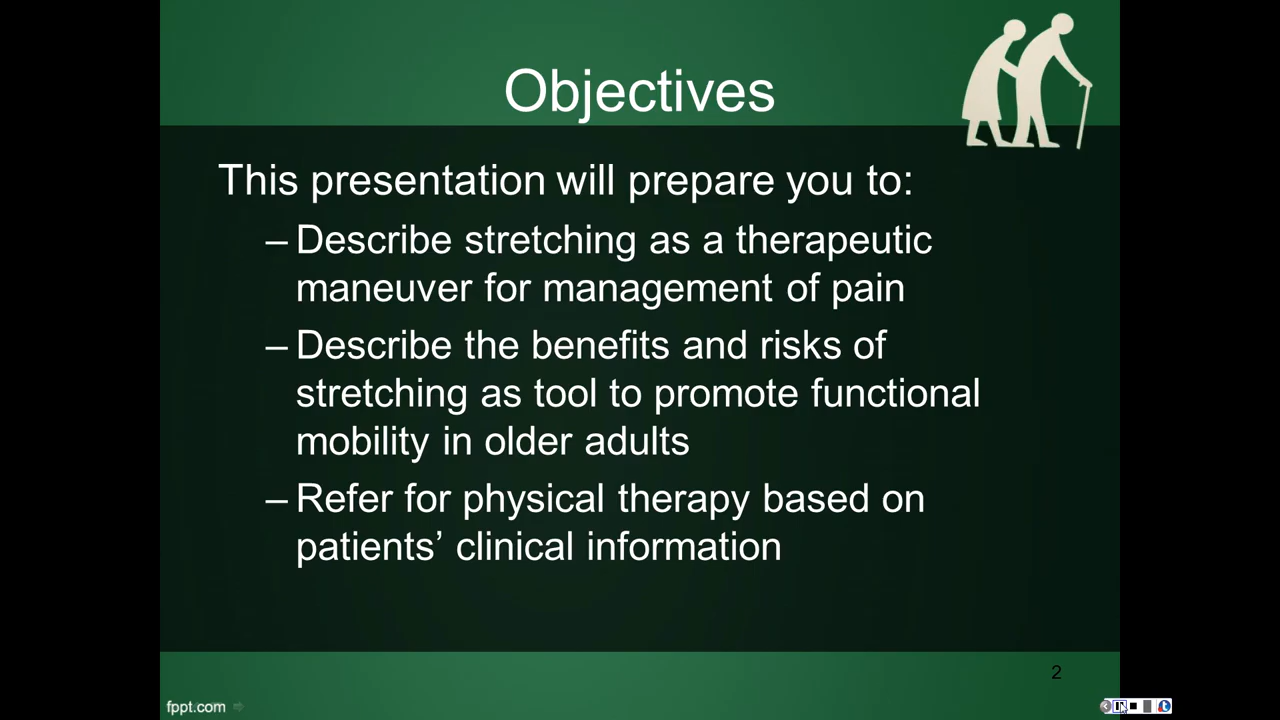 Objectives
This presentation will prepare you to:
– Describe stretching as a therapeutic
maneuver for management of pain
– Describe the benefits and risks of
stretching as tool to promote functional
mobility in older adults
– Refer for physical therapy based on
patients’ clinical information
2
fppt.com